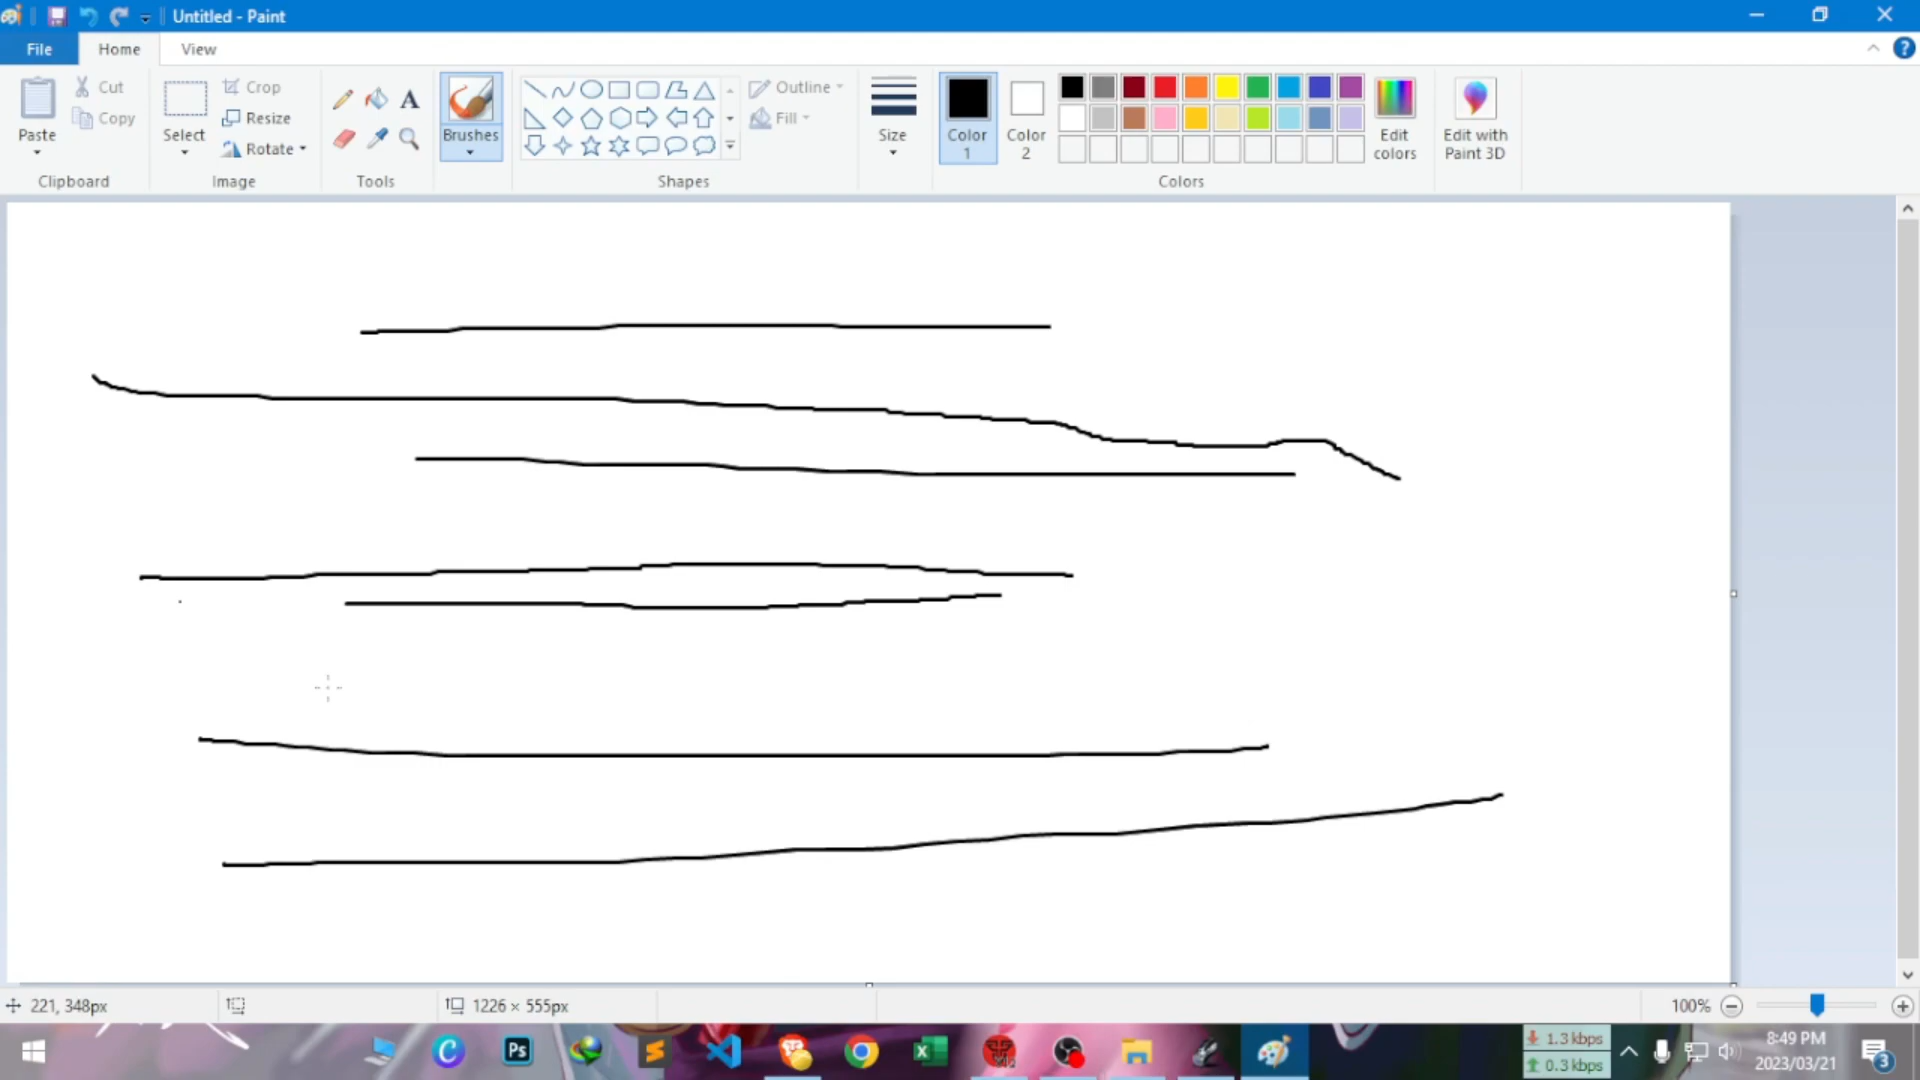 Untitled - Paint
File Home View
Paste Cut Copy Clipboard
Select Crop Resize Rotate Image
A Tools
Brushes
Outline Fill Shapes
Size
Color 1 Color 2 Edit colors Colors
Edit with Paint 3D
221, 348px 1226 × 555px 100%
Ps 1.3 kbps 8:49 PM
0.3 kbps 2023/03/21 3